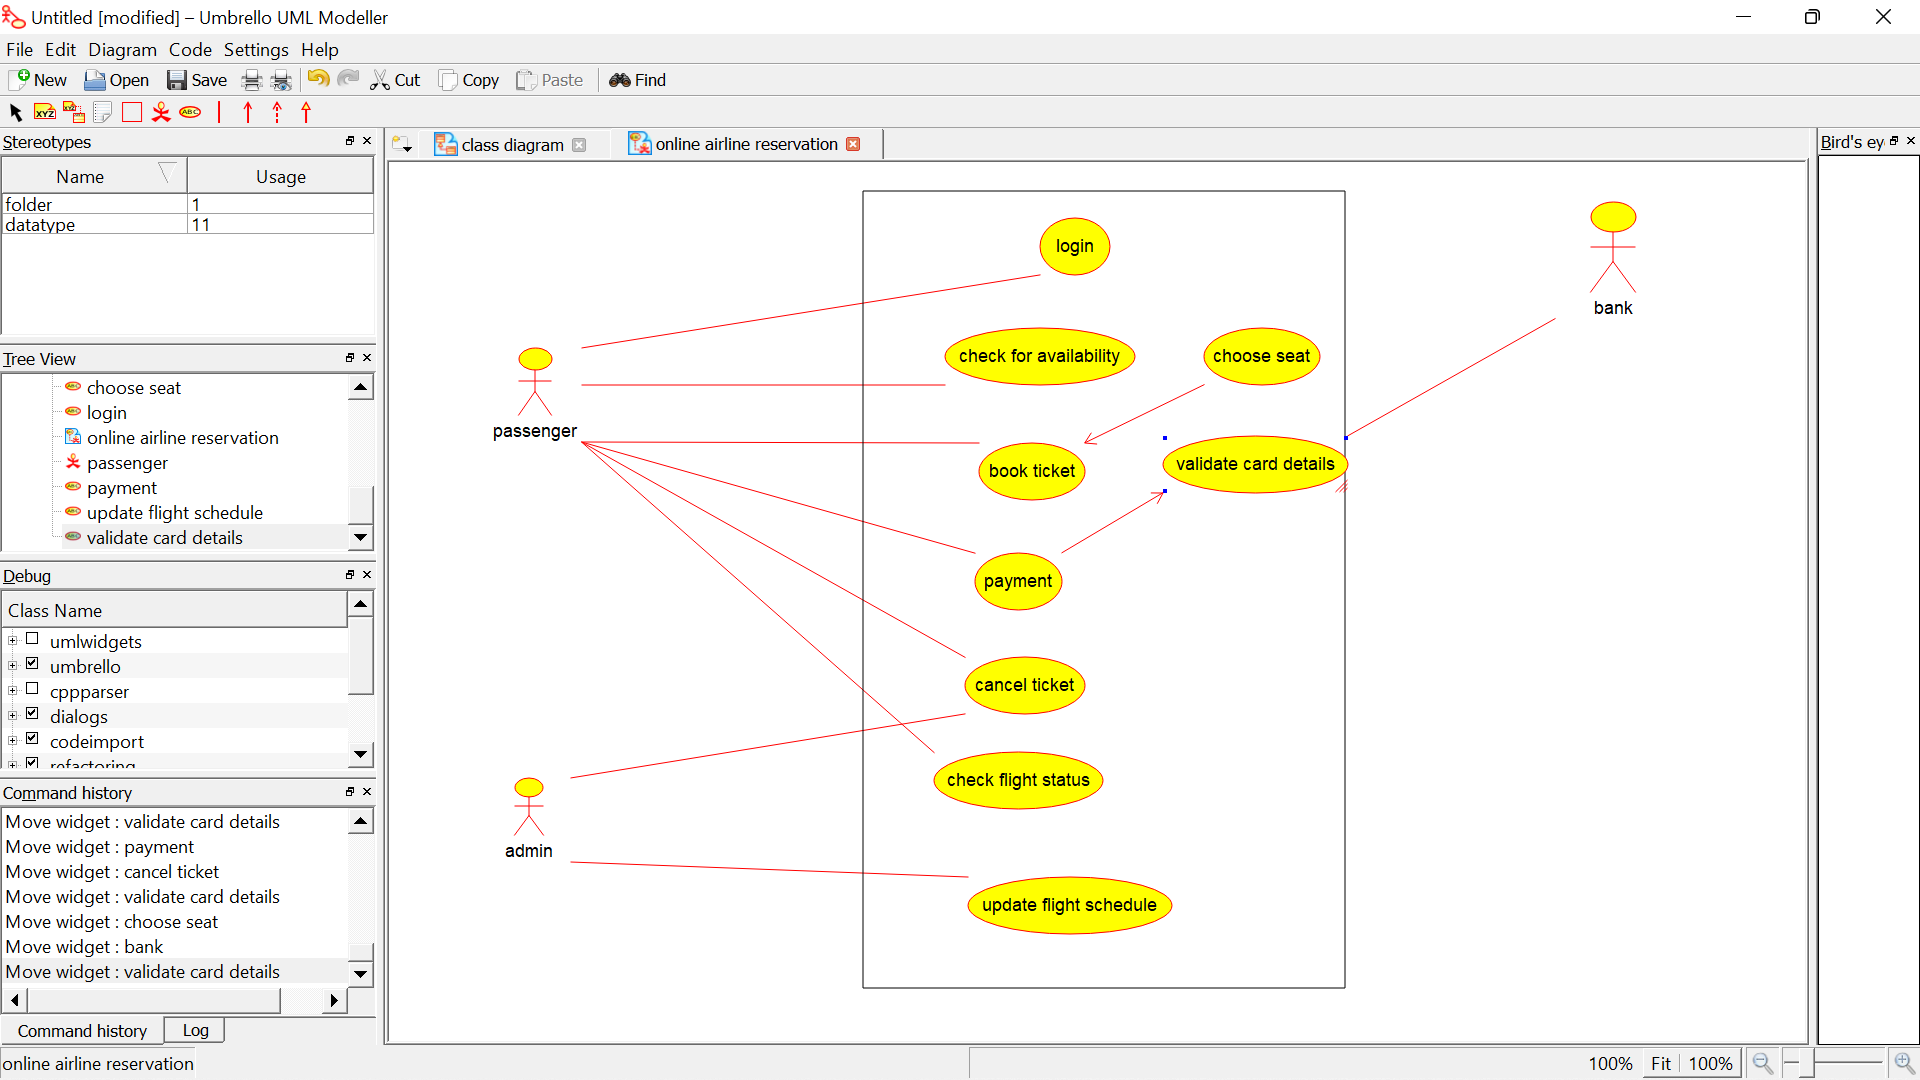 Untitled [modified] – Umbrello UML Modeller
File Edit Diagram Code Settings Help
New Open Save Cut Copy Paste Find
XYZ XYZ ABC
Stereotypes
Name Usage
folder 1
datatype 11
Tree View
choose seat
login
online airline reservation
passenger
payment
update flight schedule
validate card details
Debug
Class Name
umlwidgets
umbrello
cppparser
dialogs
codeimport
refactoring
Command history
Move widget : validate card details
Move widget : payment
Move widget : cancel ticket
Move widget : validate card details
Move widget : choose seat
Move widget : bank
Move widget : validate card details
Command history Log
class diagram online airline reservation
login
check for availability
choose seat
book ticket
validate card details
payment
cancel ticket
check flight status
update flight schedule
passenger
admin
bank
Bird's ey
online airline reservation
100% Fit 100%